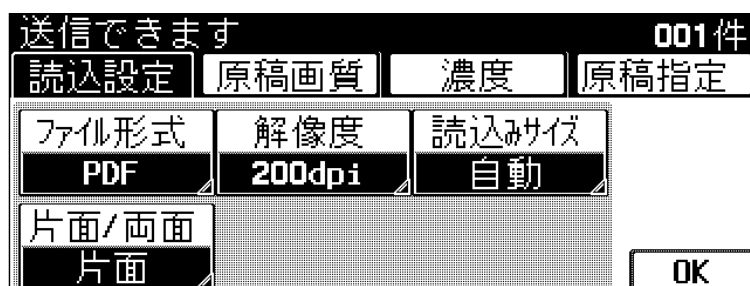 送信できます 001件
読込設定 原稿画質 濃度 原稿指定
ファイル形式 解像度 読込みサイズ
PDF 200dpi 自動
片面/両面
片面 OK